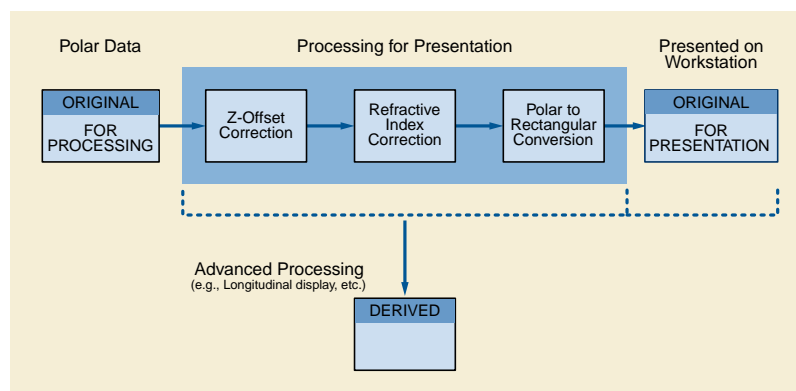 Polar Data
Processing for Presentation
Presented on
Workstation
ORIGINAL
FOR
PROCESSING
Z-Offset
Correction
Refractive
Index
Correction
Polar to
Rectangular
Conversion
ORIGINAL
FOR
PRESENTATION
Advanced Processing
(e.g., Longitudinal display, etc.)
DERIVED